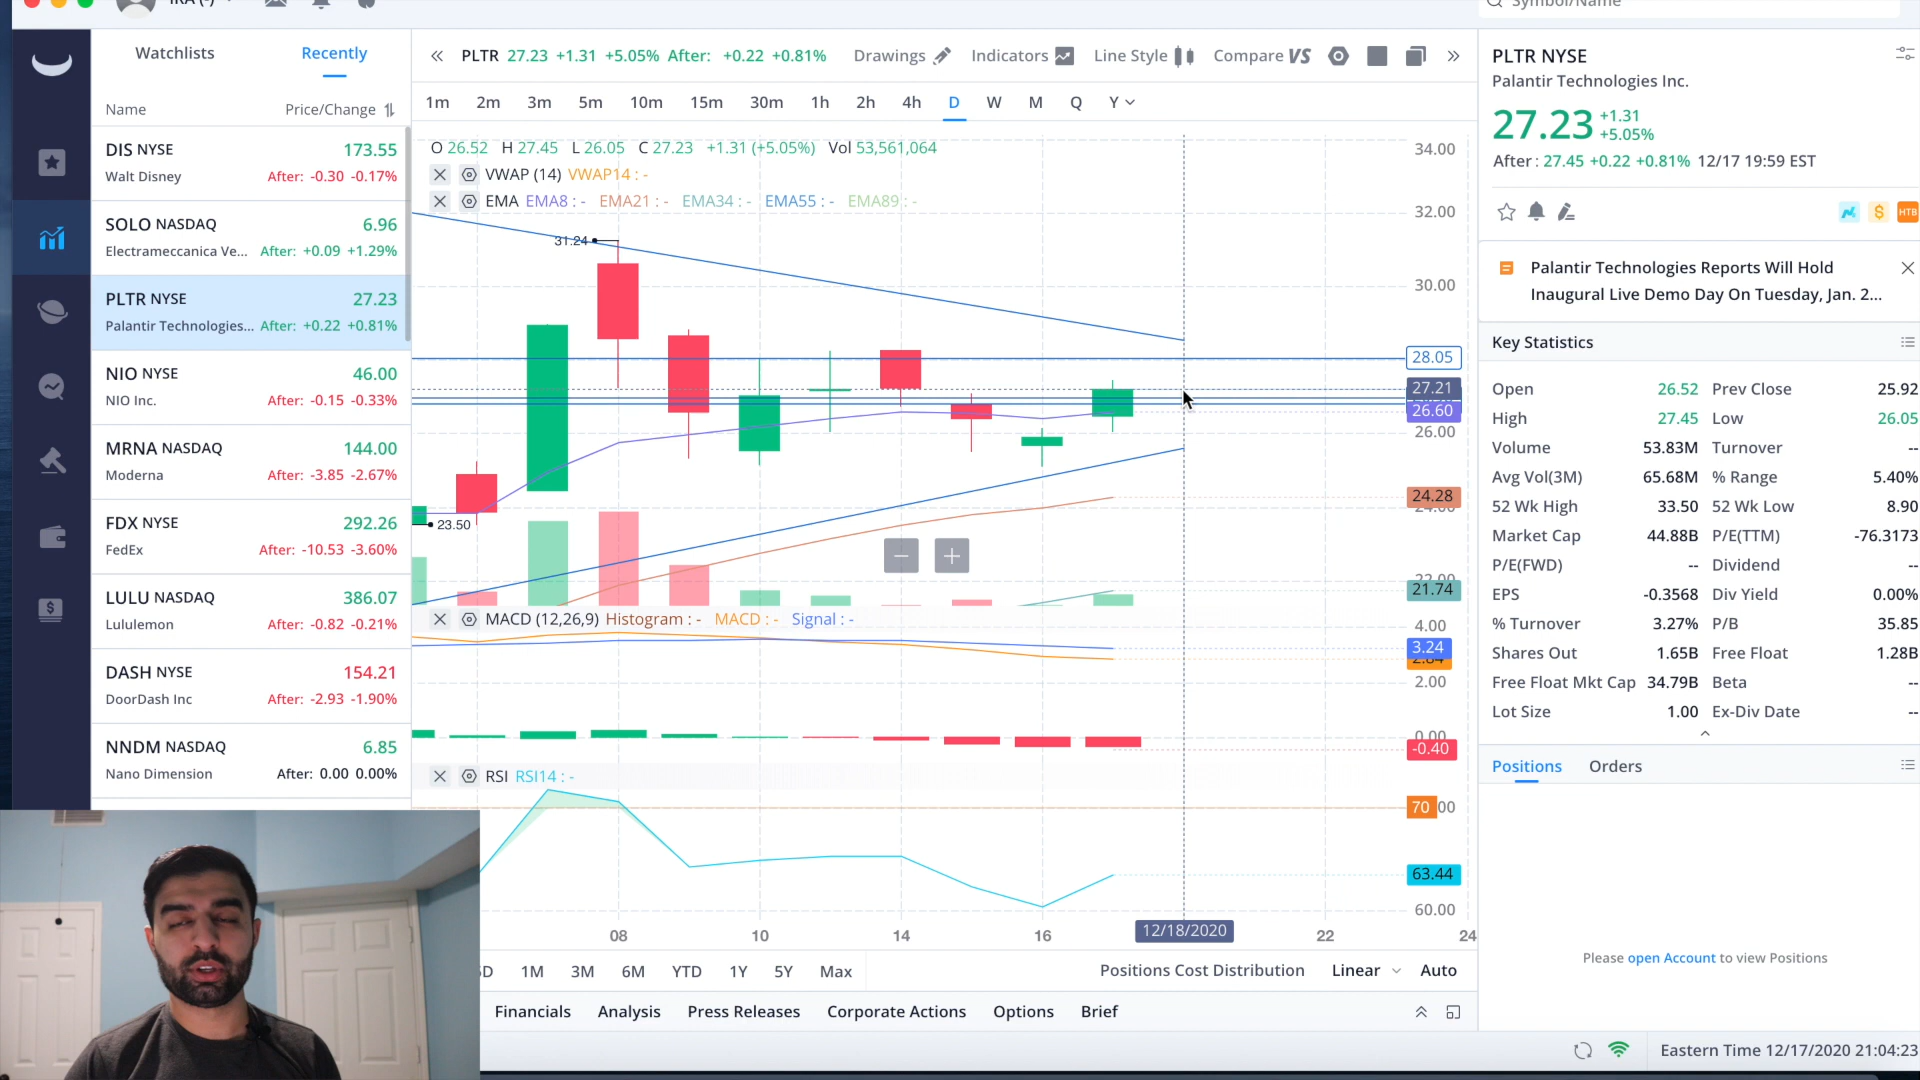 IRA (-)
Symbol/Name
Watchlists Recently
Name Price/Change
DIS NYSE 173.55
Walt Disney After: -0.30 -0.17%
SOLO NASDAQ 6.96
Electrameccanica Ve... After: +0.09 +1.29%
PLTR NYSE 27.23
Palantir Technologies... After: +0.22 +0.81%
NIO NYSE 46.00
NIO Inc. After: -0.15 -0.33%
MRNA NASDAQ 144.00
Moderna After: -3.85 -2.67%
FDX NYSE 292.26
FedEx After: -10.53 -3.60%
LULU NASDAQ 386.07
Lululemon After: -0.82 -0.21%
DASH NYSE 154.21
DoorDash Inc After: -2.93 -1.90%
NNDM NASDAQ 6.85
Nano Dimension After: 0.00 0.00%
PLTR 27.23 +1.31 +5.05% After: +0.22 +0.81% Drawings Indicators Line Style Compare VS
1m 2m 3m 5m 10m 15m 30m 1h 2h 4h D W M Q Y
O 26.52 H 27.45 L 26.05 C 27.23 +1.31 (+5.05%) Vol 53,561,064
VWAP (14) VWAP14 : -
EMA EMA8 : - EMA21 : - EMA34 : - EMA55 : - EMA89 : -
31.24
23.50
34.00
32.00
30.00
28.05
27.21
26.60
26.00
24.28
24.00
22.00
21.74
MACD (12,26,9) Histogram : - MACD : - Signal : -
4.00
3.24
2.84
2.00
0.00
-0.40
RSI RSI14 : -
70 00
63.44
60.00
08 10 14 16 12/18/2020 22 24
D 1M 3M 6M YTD 1Y 5Y Max Positions Cost Distribution Linear Auto
Financials Analysis Press Releases Corporate Actions Options Brief
PLTR NYSE
Palantir Technologies Inc.
27.23 +1.31
+5.05%
After : 27.45 +0.22 +0.81% 12/17 19:59 EST
$ HTB
Palantir Technologies Reports Will Hold
Inaugural Live Demo Day On Tuesday, Jan. 2...
Key Statistics
Open 26.52 Prev Close 25.92
High 27.45 Low 26.05
Volume 53.83M Turnover --
Avg Vol(3M) 65.68M % Range 5.40%
52 Wk High 33.50 52 Wk Low 8.90
Market Cap 44.88B P/E(TTM) -76.3173
P/E(FWD) -- Dividend --
EPS -0.3568 Div Yield 0.00%
% Turnover 3.27% P/B 35.85
Shares Out 1.65B Free Float 1.28B
Free Float Mkt Cap 34.79B Beta --
Lot Size 1.00 Ex-Div Date --
Positions Orders
Please open Account to view Positions
Eastern Time 12/17/2020 21:04:23